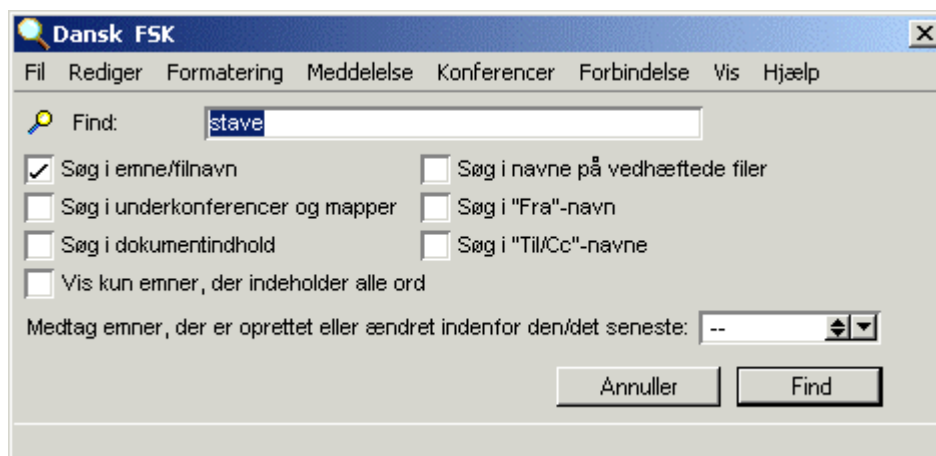 Dansk FSK
Fil Rediger Formatering Meddelelse Konferencer Forbindelse Vis Hjælp
Find: stave
Søg i emne/filnavn Søg i navne på vedhæftede filer
Søg i underkonferencer og mapper Søg i "Fra"-navn
Søg i dokumentindhold Søg i "Til/Cc"-navne
Vis kun emner, der indeholder alle ord
Medtag emner, der er oprettet eller ændret indenfor den/det seneste: --
Annuller Find